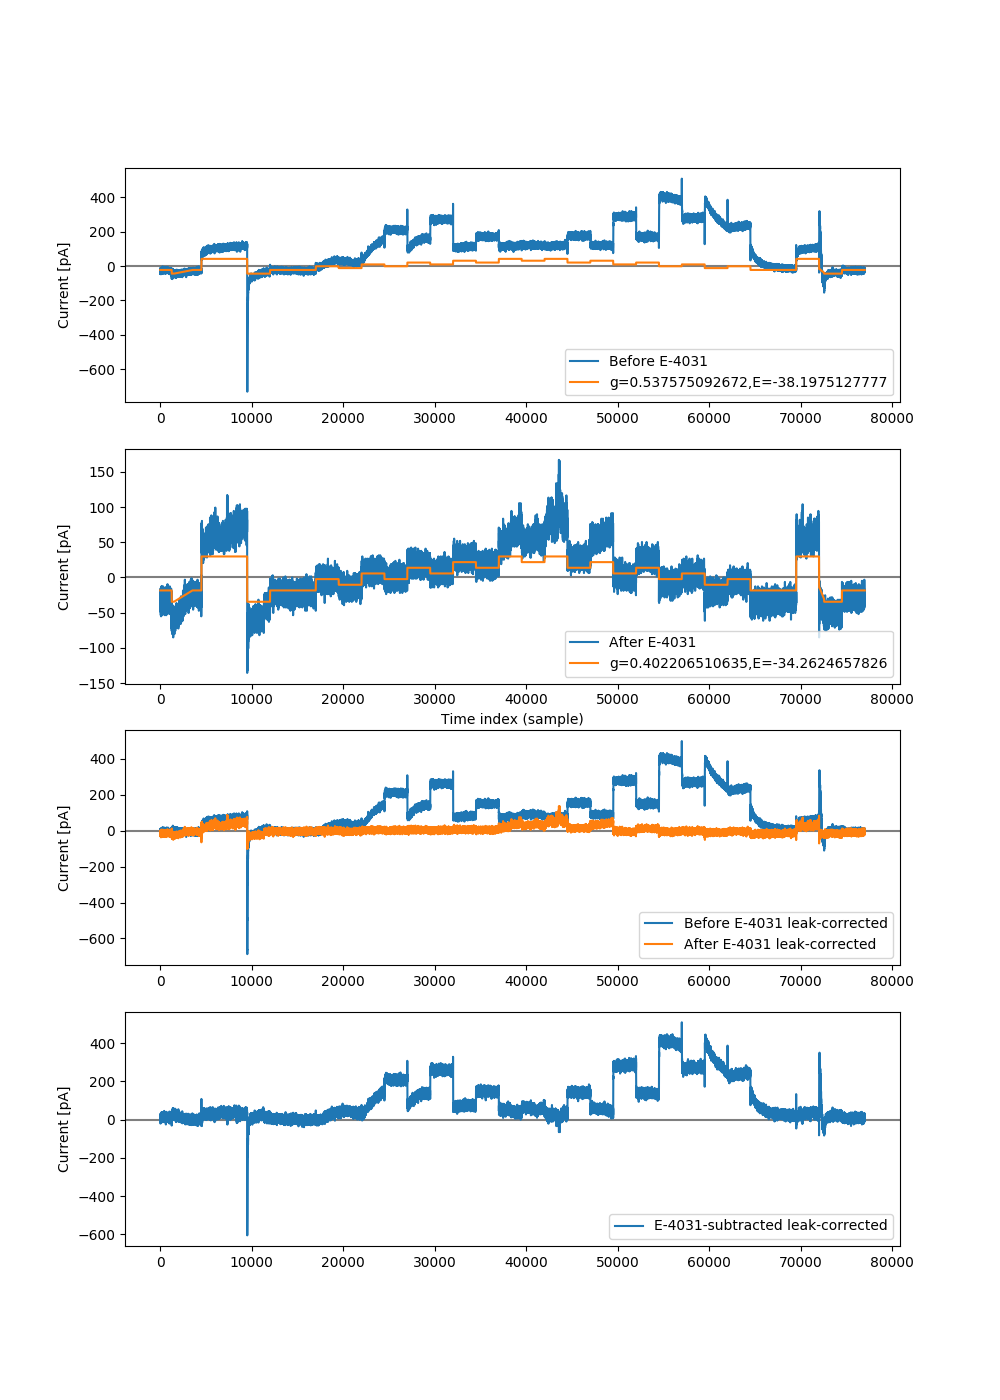 400
200
0
−200
−400
−600
Current [pA]
Before E-4031
g=0.537575092672,E=-38.1975127777
0 10000 20000 30000 40000 50000 60000 70000 80000
150
100
50
0
−50
−100
−150
Current [pA]
After E-4031
g=0.402206510635,E=-34.2624657826
0 10000 20000 30000 40000 50000 60000 70000 80000
Time index (sample)
400
200
0
−200
−400
−600
Current [pA]
Before E-4031 leak-corrected
After E-4031 leak-corrected
0 10000 20000 30000 40000 50000 60000 70000 80000
400
200
0
−200
−400
−600
Current [pA]
E-4031-subtracted leak-corrected
0 10000 20000 30000 40000 50000 60000 70000 80000